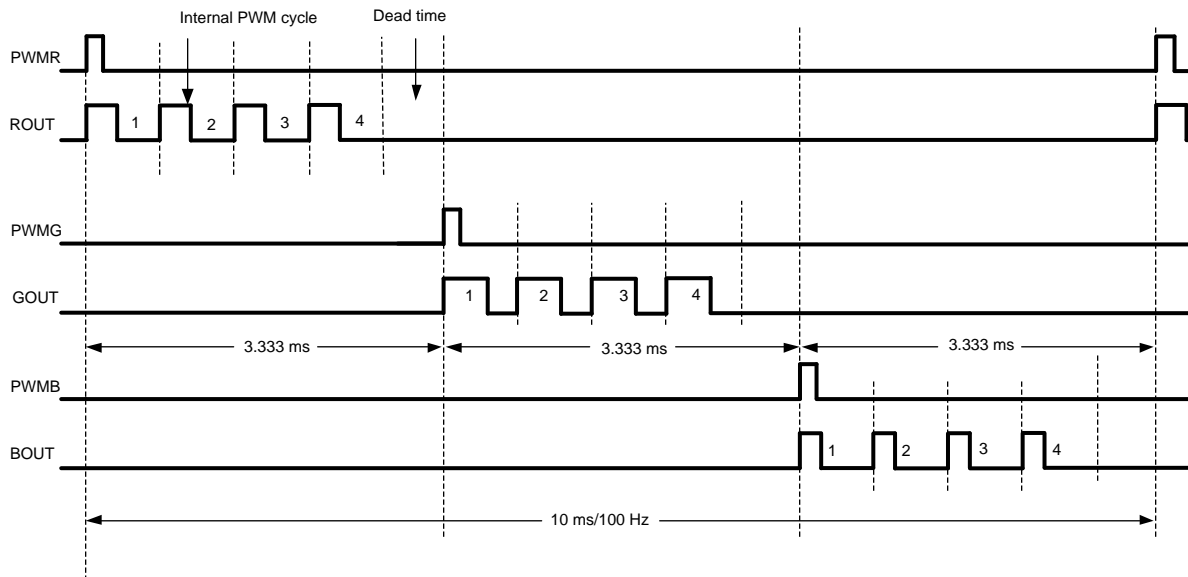 Internal PWM cycle
Dead time
PWMR
ROUT
1
2
3
4
PWMG
GOUT
1
2
3
4
3.333 ms
3.333 ms
3.333 ms
PWMB
BOUT
1
2
3
4
10 ms/100 Hz